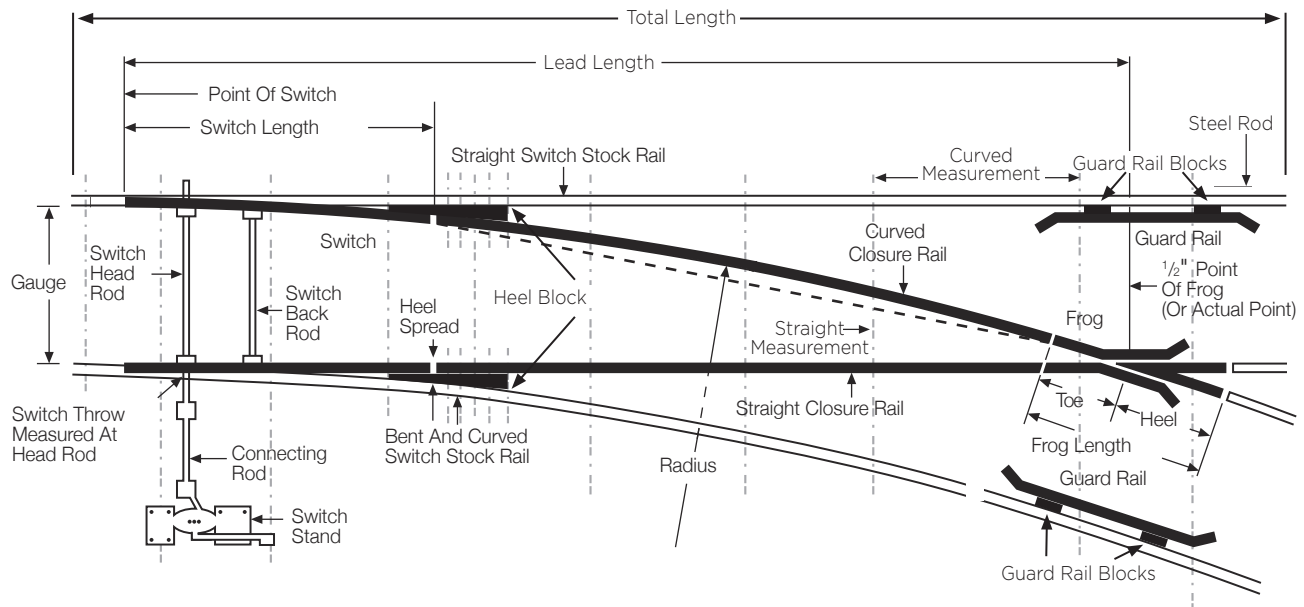 Total Length
Lead Length
Point Of Switch
Switch Length
Steel Rod
Straight Switch Stock Rail
Curved
Measurement
Guard Rail Blocks
Switch
Curved
Closure Rail
Guard Rail
Switch
Head
Rod
Gauge
Switch
Back
Rod
Heel
Spread
Heel Block
1/2" Point
Of Frog
(Or Actual Point)
Frog
Straight
Measurement
Switch Throw
Measured At
Head Rod
Connecting
Rod
Bent And Curved
Switch Stock Rail
Straight Closure Rail
Toe
Heel
Frog Length
Radius
Guard Rail
Switch
Stand
Guard Rail Blocks